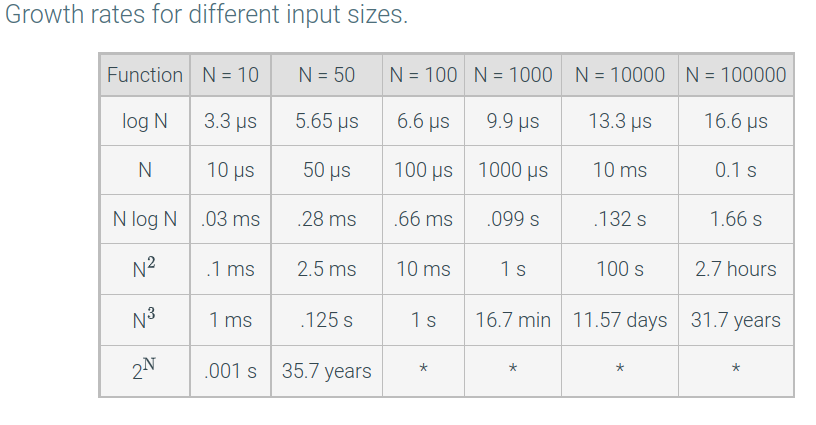 Growth rates for different input sizes.
Function N = 10 N = 50 N = 100 N = 1000 N = 10000 N = 100000
log N 3.3 μs 5.65 μs 6.6 μs 9.9 μs 13.3 μs 16.6 μs
N 10 μs 50 μs 100 μs 1000 μs 10 ms 0.1 s
N log N .03 ms .28 ms .66 ms .099 s .132 s 1.66 s
N² .1 ms 2.5 ms 10 ms 1 s 100 s 2.7 hours
N³ 1 ms .125 s 1 s 16.7 min 11.57 days 31.7 years
2ᴺ .001 s 35.7 years * * * *